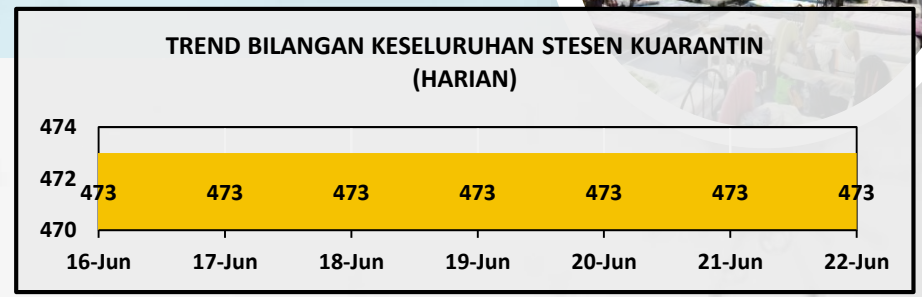 TREND BILANGAN KESELURUHAN STESEN KUARANTIN
(HARIAN)
474
472
473 473 473 473 473 473 473
470
16-Jun 17-Jun 18-Jun 19-Jun 20-Jun 21-Jun 22-Jun